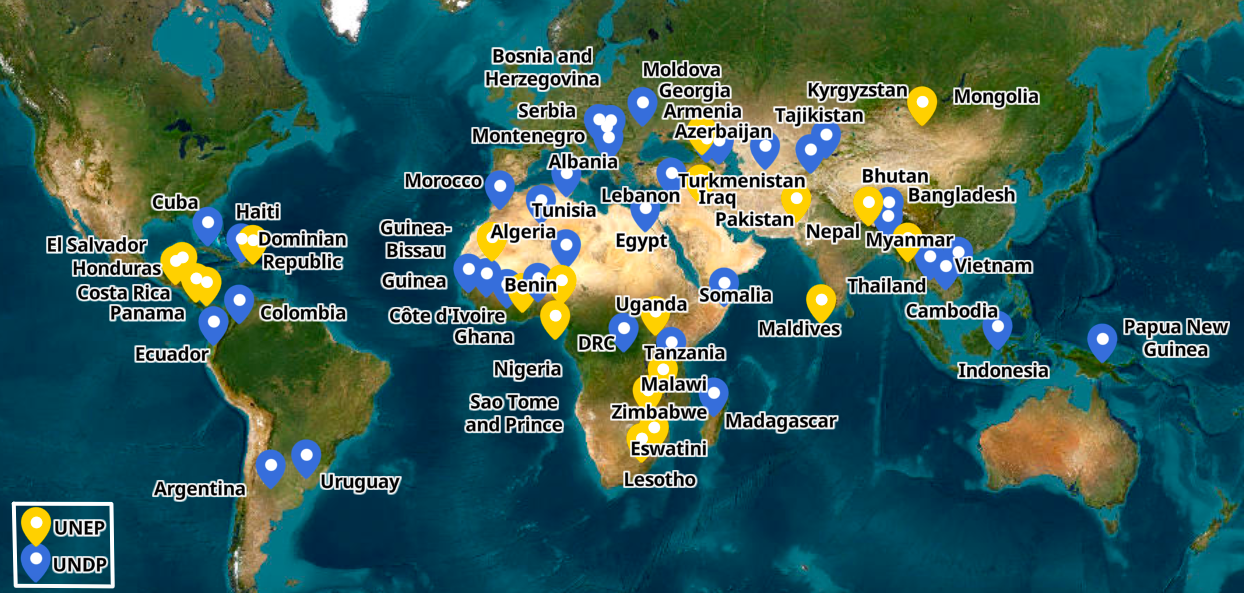 Bosnia and
Herzegovina
Moldova
Georgia
Kyrgyzstan
Mongolia
Serbia
Armenia
Tajikistan
Montenegro
Azerbaijan
Albania
Bhutan
Morocco
Lebanon
Turkmenistan
Bangladesh
Cuba
Haiti
Tunisia
Iraq
Pakistan
Guinea-
Bissau
Algeria
Egypt
Nepal
Myanmar
El Salvador
Dominian
Republic
Honduras
Guinea
Benin
Vietnam
Costa Rica
Somalia
Thailand
Panama
Colombia
Côte d'Ivoire
Uganda
Cambodia
Ghana
DRC
Maldives
Papua New
Guinea
Ecuador
Tanzania
Nigeria
Malawi
Indonesia
Sao Tome
and Prince
Zimbabwe
Madagascar
Eswatini
Lesotho
Argentina
Uruguay
UNEP
UNDP